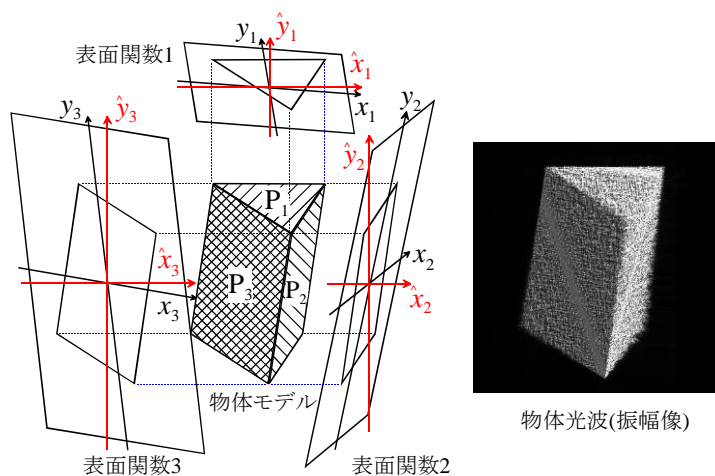 表面関数1
y1
x̂1
ŷ1
x1
y3
ŷ3
x̂3
x3
y2
ŷ2
x2
x̂2
P1
P2
P3
物体モデル
表面関数3
表面関数2
物体光波(振幅像)